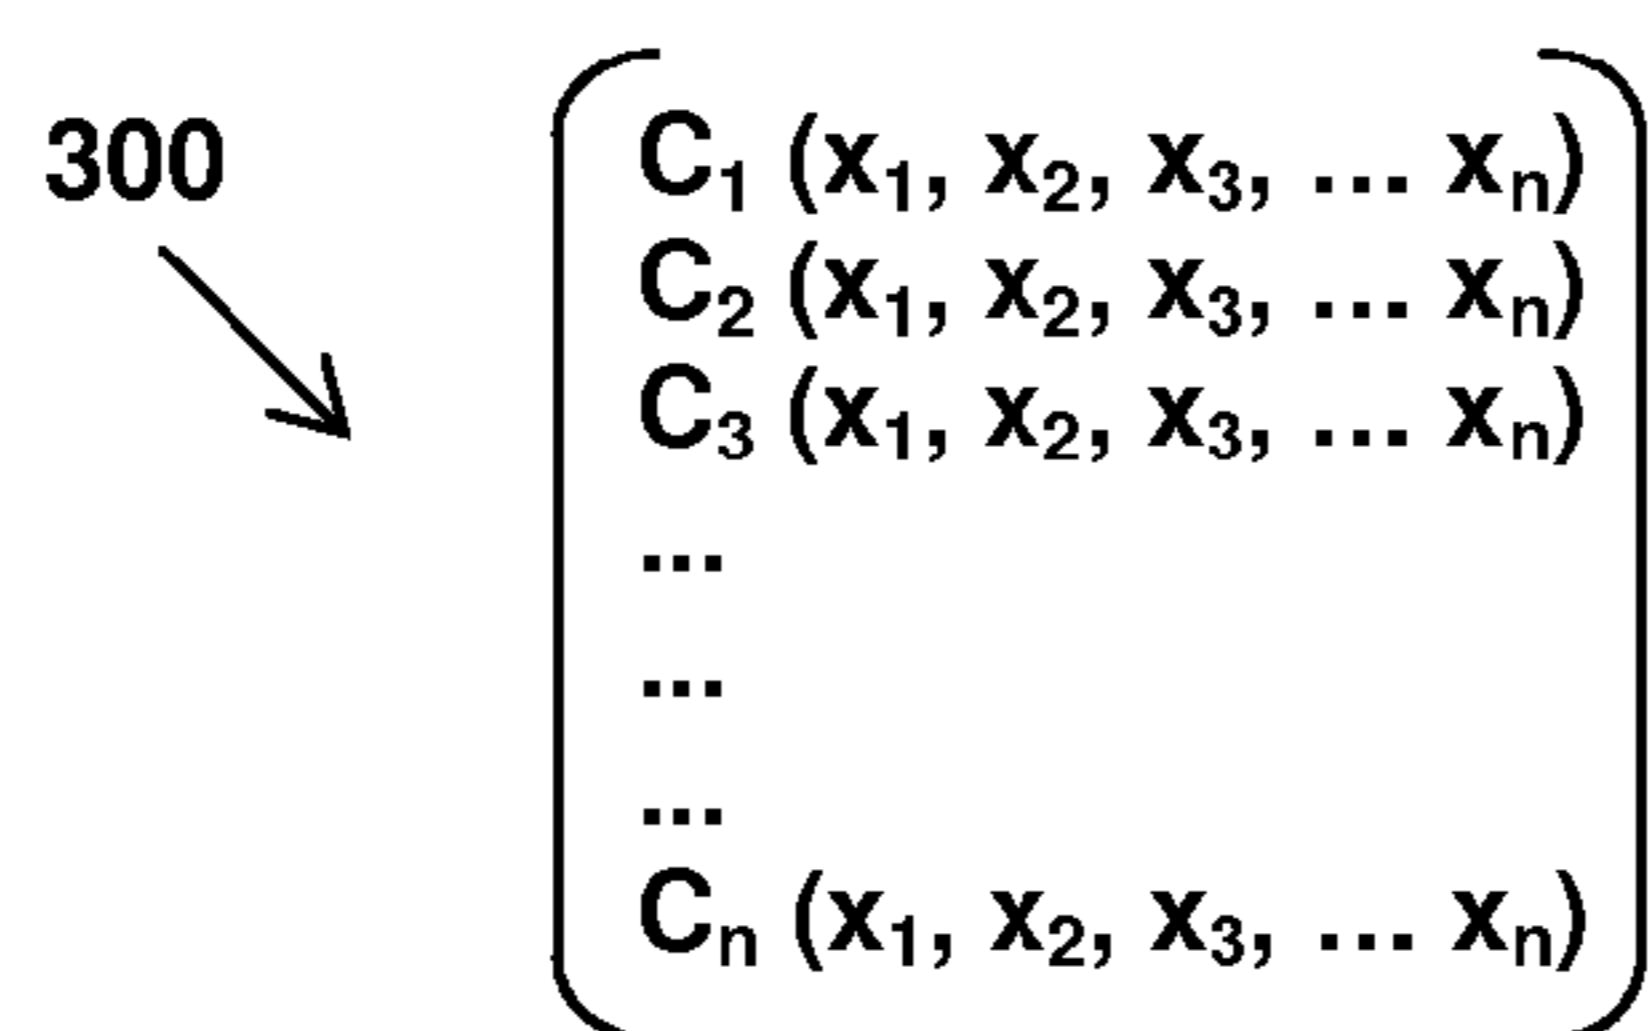 300
C₁ (x₁, x₂, x₃, ... xₙ)
C₂ (x₁, x₂, x₃, ... xₙ)
C₃ (x₁, x₂, x₃, ... xₙ)
...
...
...
Cₙ (x₁, x₂, x₃, ... xₙ)